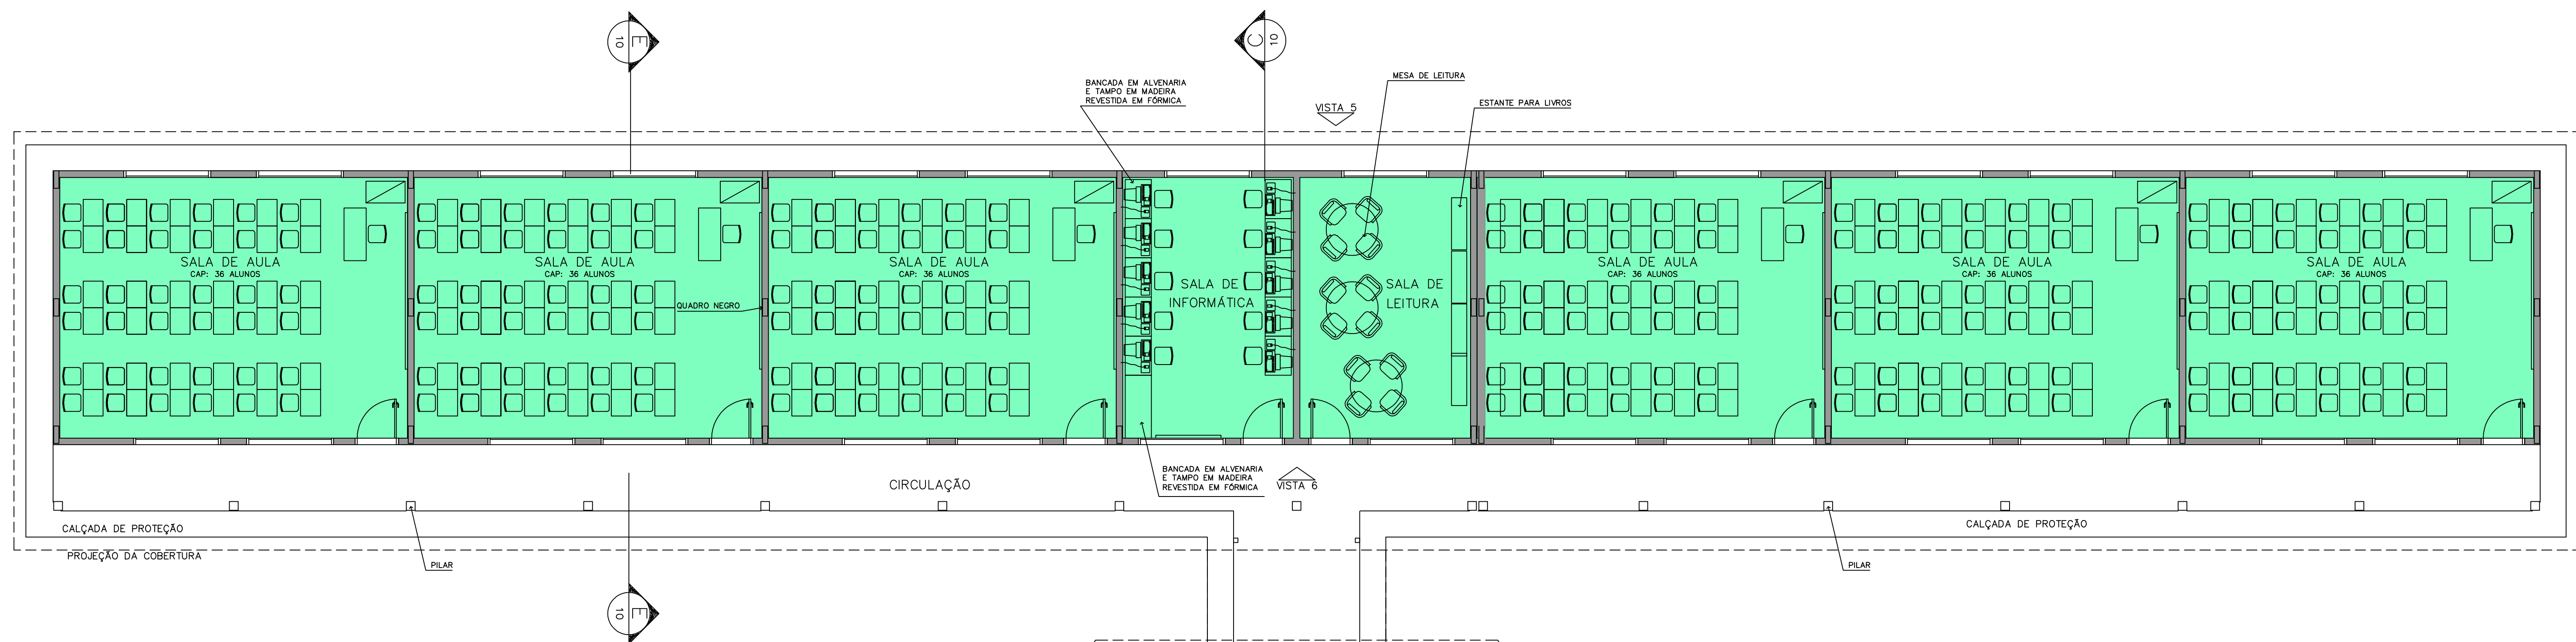 E
10
C
10
BANCADA EM ALVENARIA
E TAMPO EM MADEIRA
REVESTIDA EM FÓRMICA
MESA DE LEITURA
ESTANTE PARA LIVROS
VISTA 5
SALA DE AULA
CAP: 36 ALUNOS
SALA DE AULA
CAP: 36 ALUNOS
SALA DE AULA
CAP: 36 ALUNOS
SALA DE
INFORMÁTICA
SALA DE
LEITURA
SALA DE AULA
CAP: 36 ALUNOS
SALA DE AULA
CAP: 36 ALUNOS
SALA DE AULA
CAP: 36 ALUNOS
QUADRO NEGRO
BANCADA EM ALVENARIA
E TAMPO EM MADEIRA
REVESTIDA EM FÓRMICA
VISTA 6
CIRCULAÇÃO
CALÇADA DE PROTEÇÃO
CALÇADA DE PROTEÇÃO
PROJEÇÃO DA COBERTURA
PILAR
PILAR
E
10